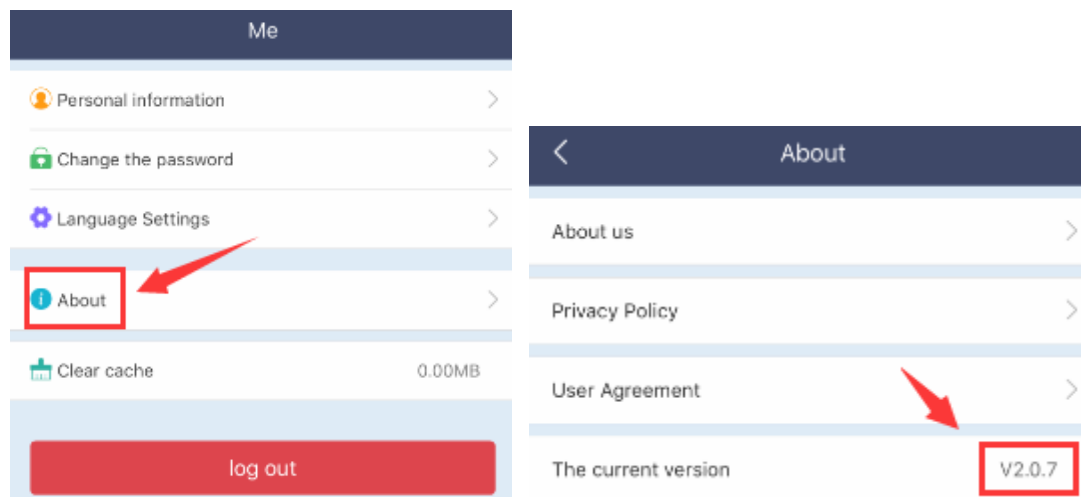 Me
Personal information
Change the password
Language Settings
About
Clear cache 0.00MB
log out
About
About us
Privacy Policy
User Agreement
The current version V2.0.7